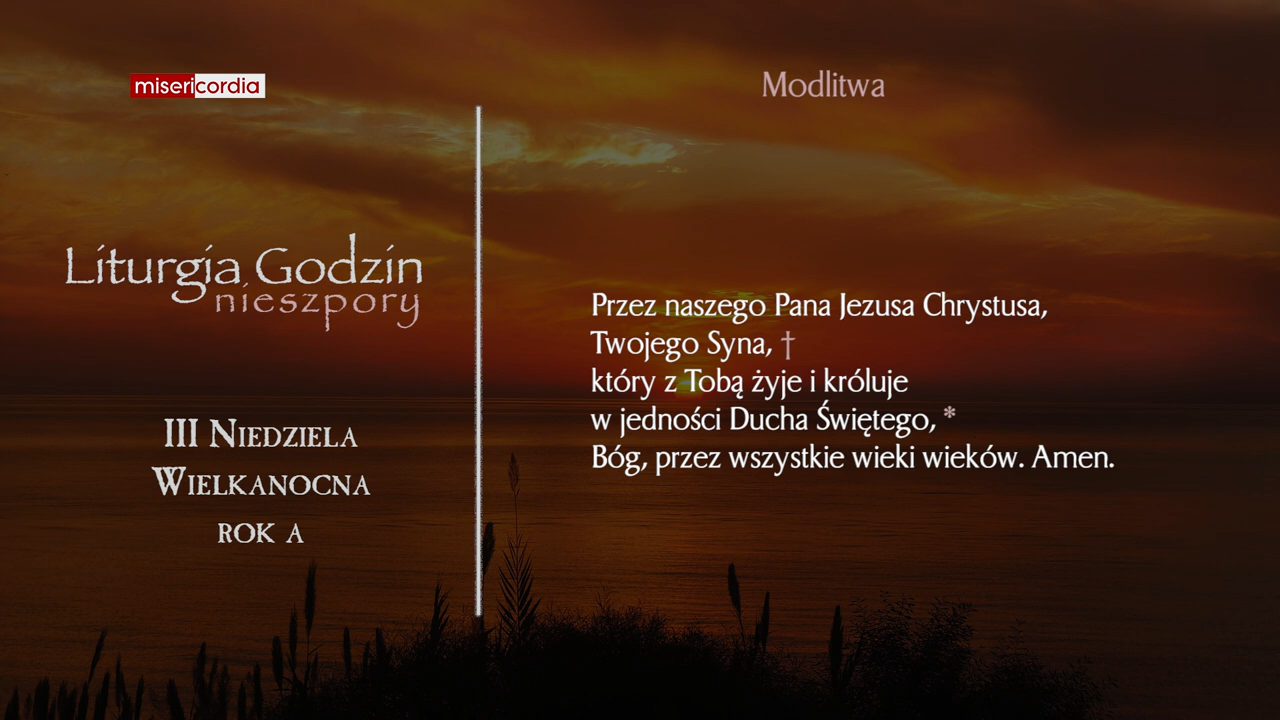 misericordia
Liturgia Godzin
nieszpory
III Niedziela
Wielkanocna
rok a
Modlitwa
Przez naszego Pana Jezusa Chrystusa,
Twojego Syna, †
który z Tobą żyje i króluje
w jedności Ducha Świętego, *
Bóg, przez wszystkie wieki wieków. Amen.